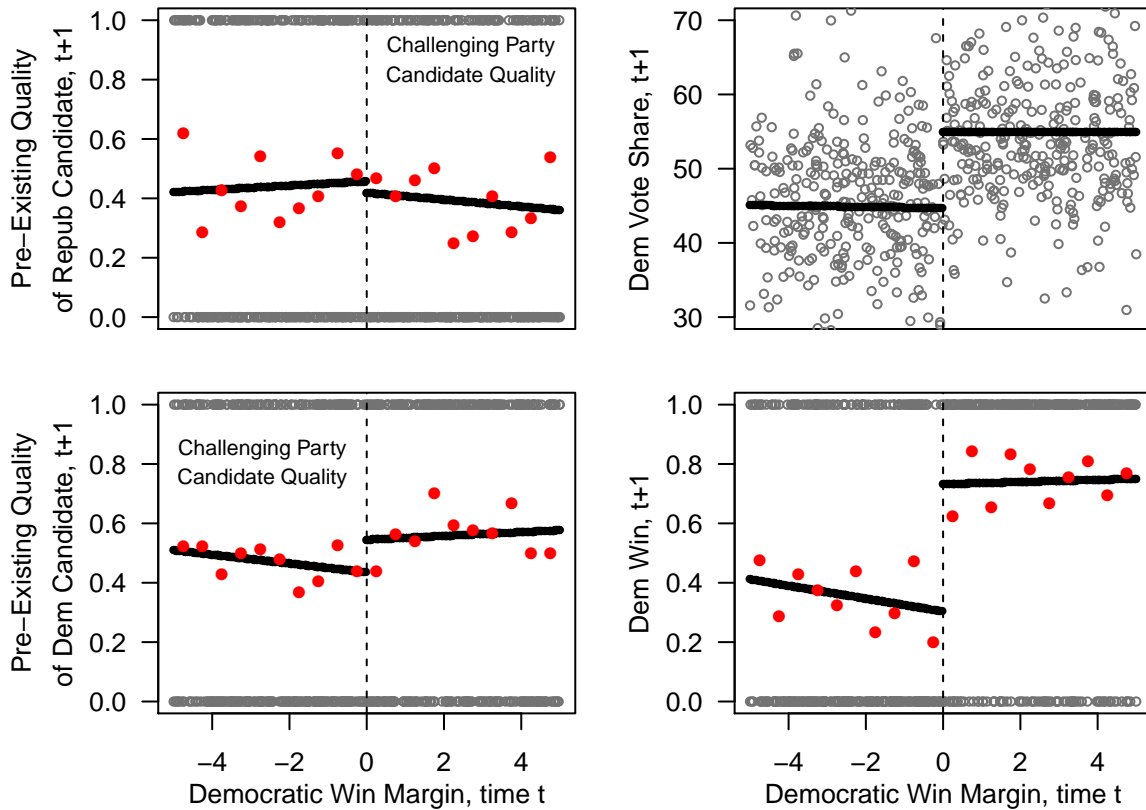 Pre−Existing Quality
of Repub Candidate, t+1
1.0
0.8
0.6
0.4
0.2
0.0
Challenging Party
Candidate Quality
Dem Vote Share, t+1
70
60
50
40
30
Pre−Existing Quality
of Dem Candidate, t+1
1.0
0.8
0.6
0.4
0.2
0.0
Challenging Party
Candidate Quality
−4 −2 0 2 4
Democratic Win Margin, time t
Dem Win, t+1
1.0
0.8
0.6
0.4
0.2
0.0
−4 −2 0 2 4
Democratic Win Margin, time t